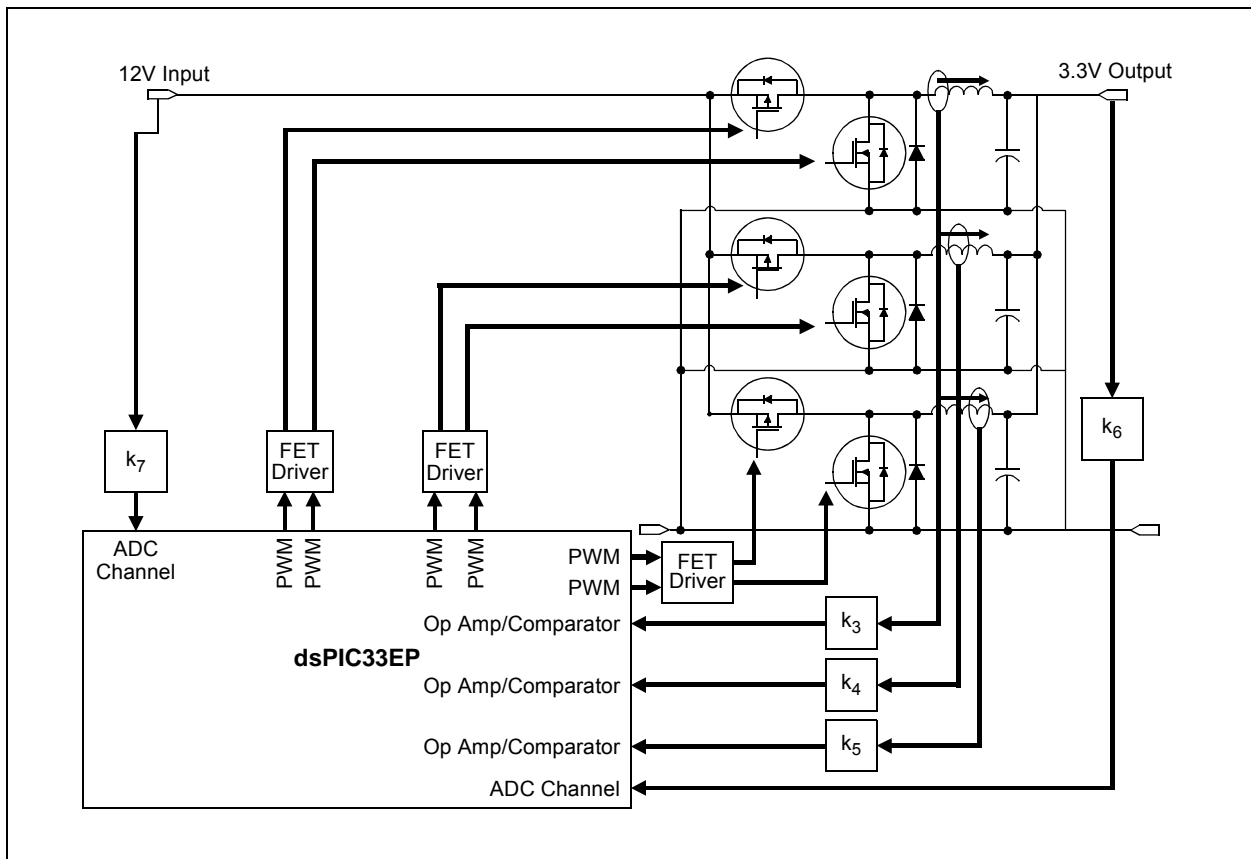 12V Input
3.3V Output
k7
FET
Driver
FET
Driver
k6
ADC
Channel
PWM
PWM
PWM
PWM
PWM
PWM
FET
Driver
Op Amp/Comparator
k3
dsPIC33EP
Op Amp/Comparator
k4
Op Amp/Comparator
k5
ADC Channel